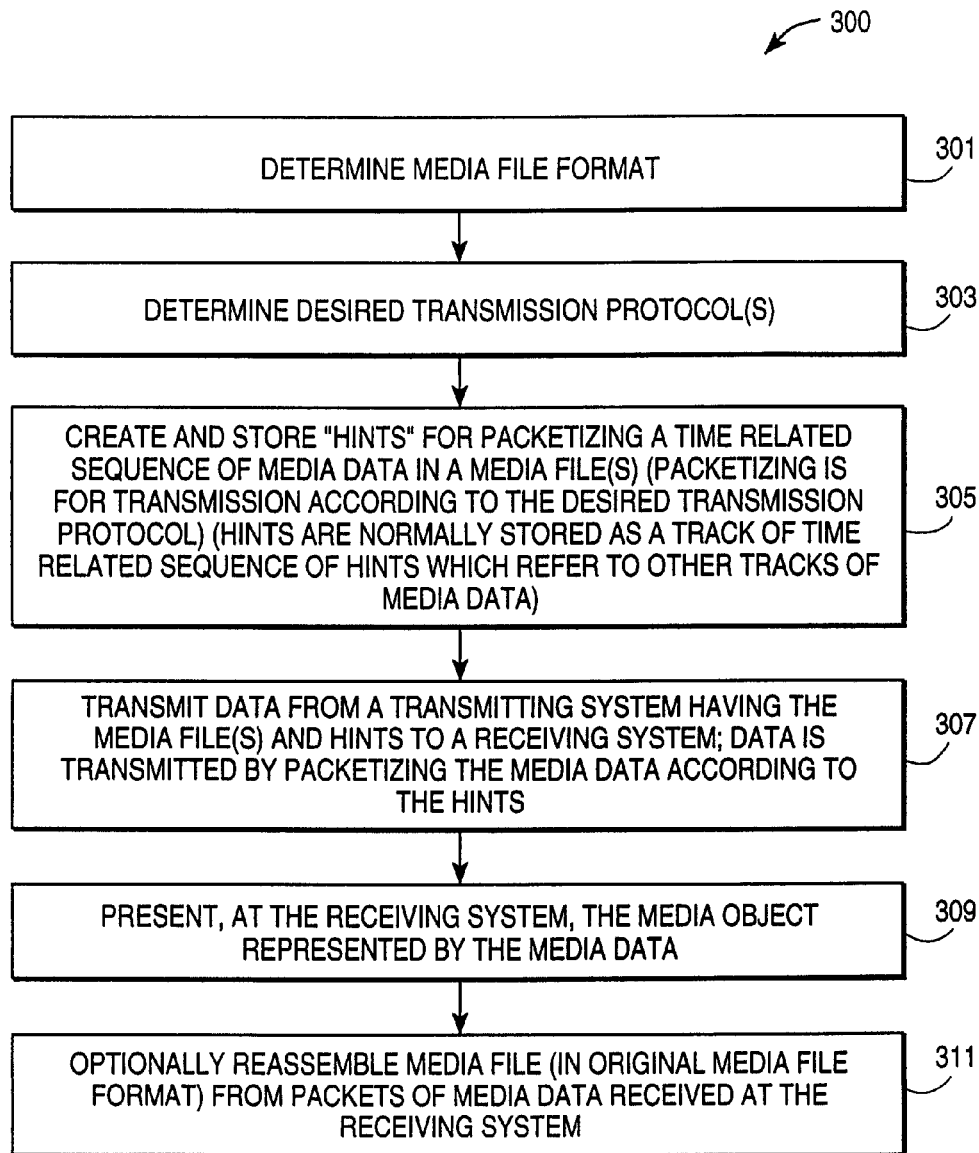 300
DETERMINE MEDIA FILE FORMAT
301
DETERMINE DESIRED TRANSMISSION PROTOCOL(S)
303
CREATE AND STORE "HINTS" FOR PACKETIZING A TIME RELATED
SEQUENCE OF MEDIA DATA IN A MEDIA FILE(S) (PACKETIZING IS
FOR TRANSMISSION ACCORDING TO THE DESIRED TRANSMISSION
PROTOCOL) (HINTS ARE NORMALLY STORED AS A TRACK OF TIME
RELATED SEQUENCE OF HINTS WHICH REFER TO OTHER TRACKS OF
MEDIA DATA)
305
TRANSMIT DATA FROM A TRANSMITTING SYSTEM HAVING THE
MEDIA FILE(S) AND HINTS TO A RECEIVING SYSTEM; DATA IS
TRANSMITTED BY PACKETIZING THE MEDIA DATA ACCORDING TO
THE HINTS
307
PRESENT, AT THE RECEIVING SYSTEM, THE MEDIA OBJECT
REPRESENTED BY THE MEDIA DATA
309
OPTIONALLY REASSEMBLE MEDIA FILE (IN ORIGINAL MEDIA FILE
FORMAT) FROM PACKETS OF MEDIA DATA RECEIVED AT THE
RECEIVING SYSTEM
311